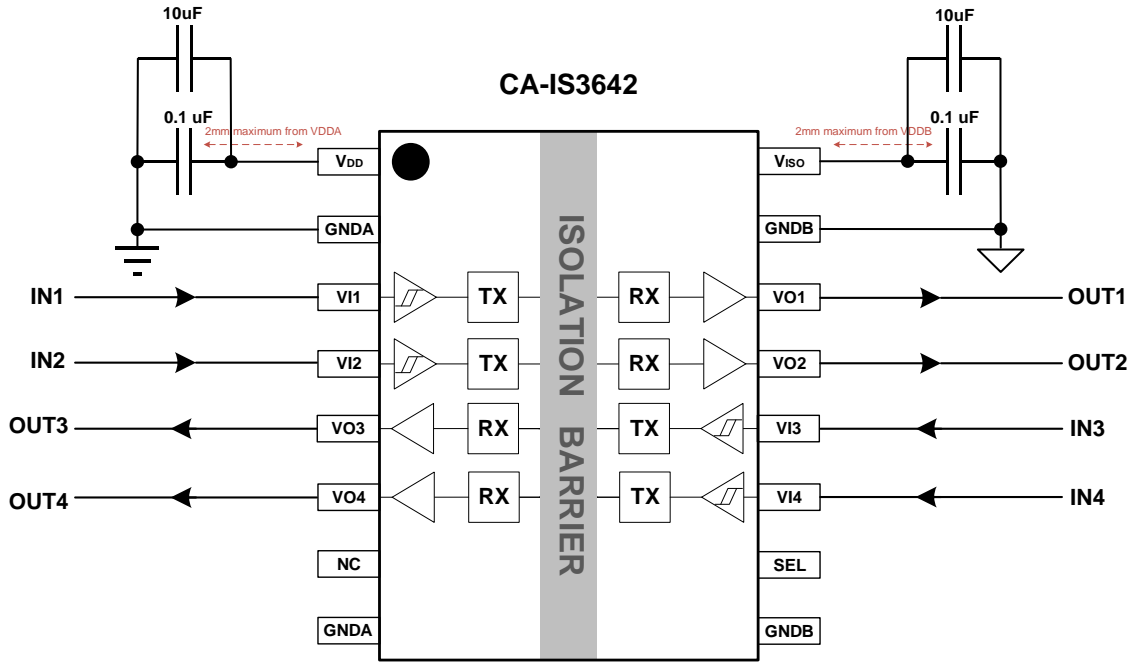 10uF
10uF
CA-IS3642
0.1 uF
0.1 uF
2mm maximum from VDDA
2mm maximum from VDDB
VDD
VISO
GNDA
GNDB
ISOLATION BARRIER
IN1
VI1
TX
RX
VO1
OUT1
IN2
VI2
TX
RX
VO2
OUT2
OUT3
VO3
RX
TX
VI3
IN3
OUT4
VO4
RX
TX
VI4
IN4
NC
SEL
GNDA
GNDB